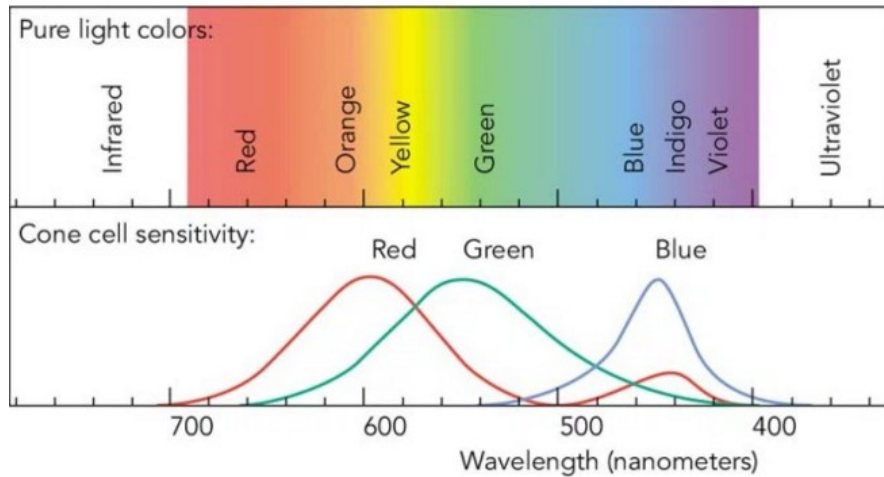 Pure light colors:
Infrared
Red
Orange
Yellow
Green
Blue
Indigo
Violet
Ultraviolet
Cone cell sensitivity:
Red Green Blue
700 600 500 400
Wavelength (nanometers)